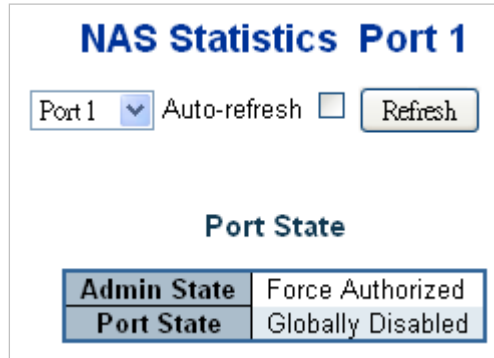 NAS Statistics Port 1
Port 1 Auto-refresh Refresh
Port State
Admin State Force Authorized
Port State Globally Disabled